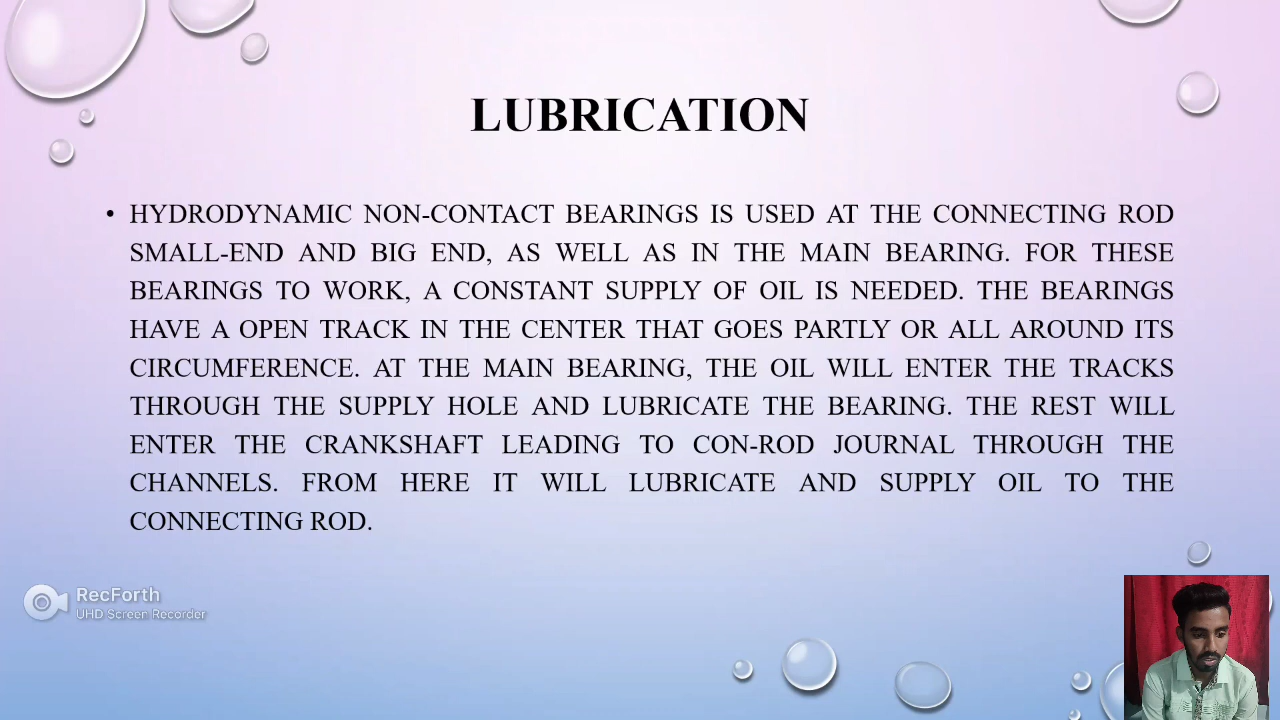 LUBRICATION
• HYDRODYNAMIC NON-CONTACT BEARINGS IS USED AT THE CONNECTING ROD
SMALL-END AND BIG END, AS WELL AS IN THE MAIN BEARING. FOR THESE
BEARINGS TO WORK, A CONSTANT SUPPLY OF OIL IS NEEDED. THE BEARINGS
HAVE A OPEN TRACK IN THE CENTER THAT GOES PARTLY OR ALL AROUND ITS
CIRCUMFERENCE. AT THE MAIN BEARING, THE OIL WILL ENTER THE TRACKS
THROUGH THE SUPPLY HOLE AND LUBRICATE THE BEARING. THE REST WILL
ENTER THE CRANKSHAFT LEADING TO CON-ROD JOURNAL THROUGH THE
CHANNELS. FROM HERE IT WILL LUBRICATE AND SUPPLY OIL TO THE
CONNECTING ROD.
RecForth
UHD Screen Recorder